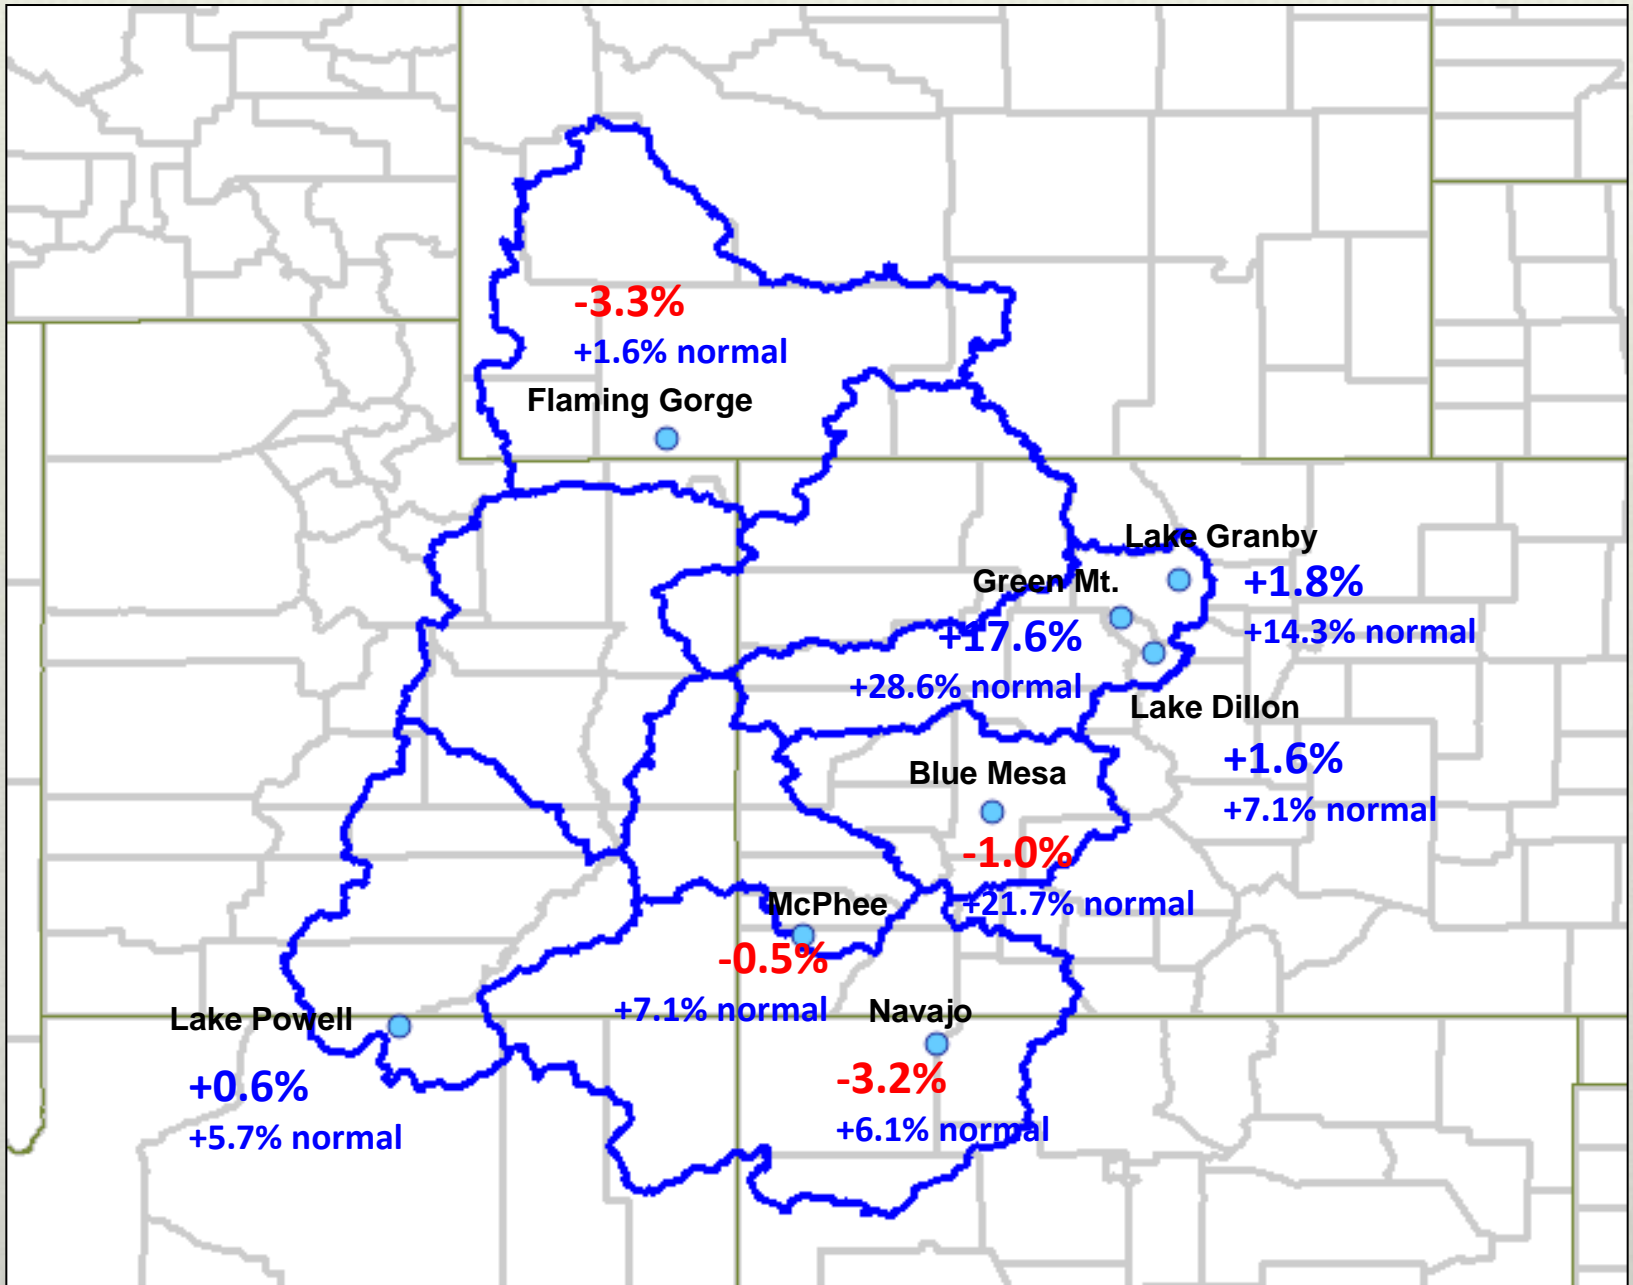 -3.3%
+1.6% normal
Flaming Gorge
Lake Granby
+1.8%
+14.3% normal
Green Mt.
+17.6%
+28.6% normal
Lake Dillon
+1.6%
+7.1% normal
Blue Mesa
-1.0%
+21.7% normal
McPhee
-0.5%
+7.1% normal
Navajo
-3.2%
+6.1% normal
Lake Powell
+0.6%
+5.7% normal